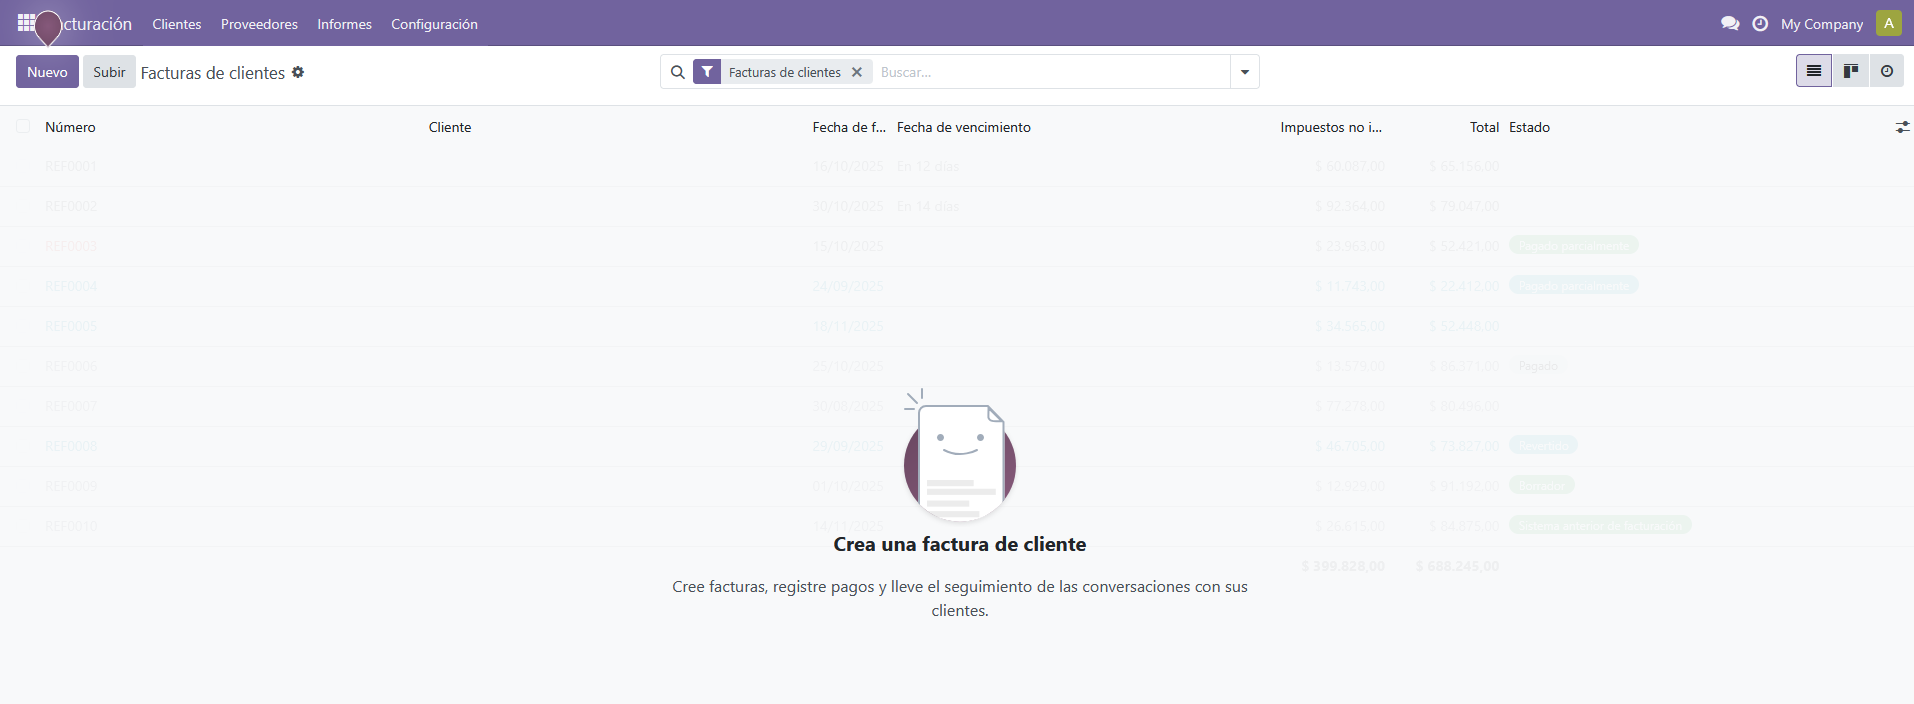 cturación Clientes Proveedores Informes Configuración My Company A
Nuevo Subir Facturas de clientes Facturas de clientes Buscar...
Número Cliente Fecha de f... Fecha de vencimiento Impuestos no i... Total Estado
REF0001 16/10/2025 En 12 días $ 60.087,00 $ 65.156,00
REF0002 30/10/2025 En 14 días $ 92.364,00 $ 79.047,00
REF0003 15/10/2025 $ 23.963,00 $ 52.421,00 Pagado parcialmente
REF0004 24/09/2025 $ 11.743,00 $ 22.412,00 Pagado parcialmente
REF0005 18/11/2025 $ 34.565,00 $ 52.448,00
REF0006 25/10/2025 $ 13.579,00 $ 86.371,00 Pagado
REF0007 30/08/2025 $ 77.278,00 $ 80.496,00
REF0008 29/09/2025 $ 46.705,00 $ 73.827,00 Revertido
REF0009 01/10/2025 $ 12.929,00 $ 91.192,00 Borrador
REF0010 14/11/2025 $ 26.615,00 $ 84.875,00 Sistema anterior de facturación
Crea una factura de cliente
$ 399.828,00 $ 688.245,00
Cree facturas, registre pagos y lleve el seguimiento de las conversaciones con sus
clientes.